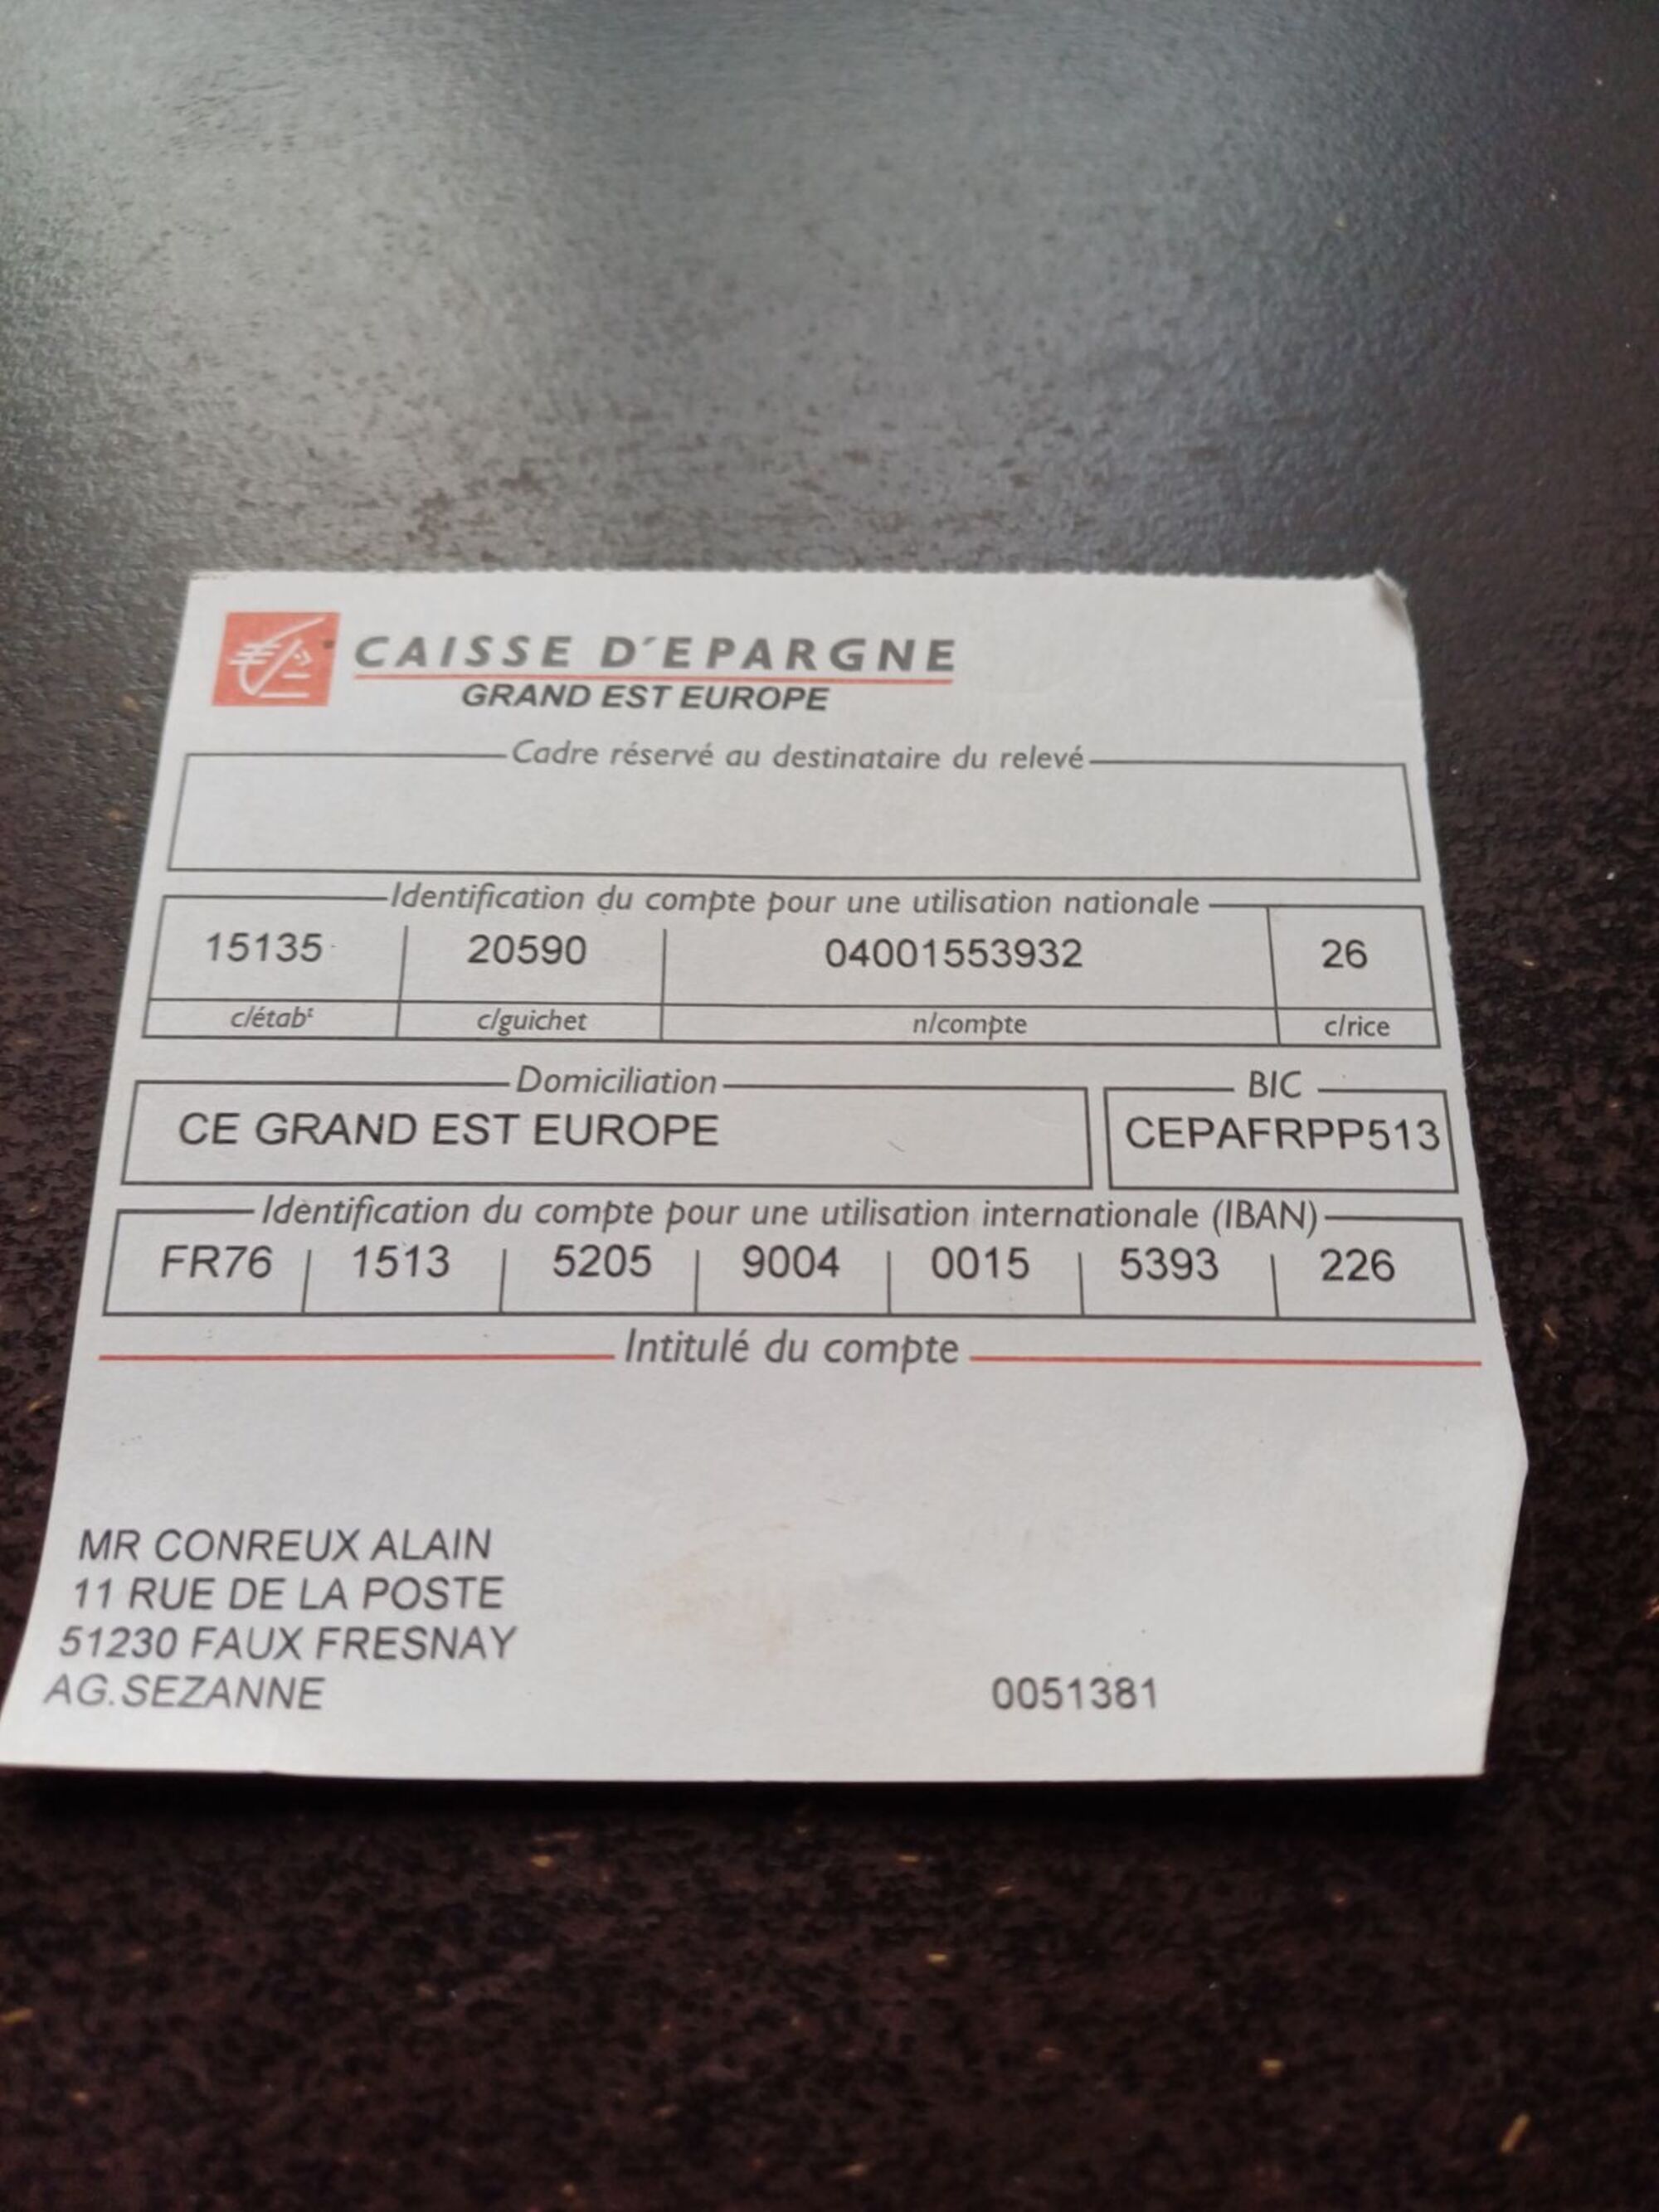 CAISSE D'EPARGNE
GRAND EST EUROPE
Cadre réservé au destinataire du relevé
Identification du compte pour une utilisation nationale
15135 20590 04001553932 26
c/étabt c/guichet n/compte c/rice
Domiciliation BIC
CE GRAND EST EUROPE CEPAFRPP513
Identification du compte pour une utilisation internationale (IBAN)
FR76 1513 5205 9004 0015 5393 226
Intitulé du compte
MR CONREUX ALAIN
11 RUE DE LA POSTE
51230 FAUX FRESNAY
AG.SEZANNE 0051381